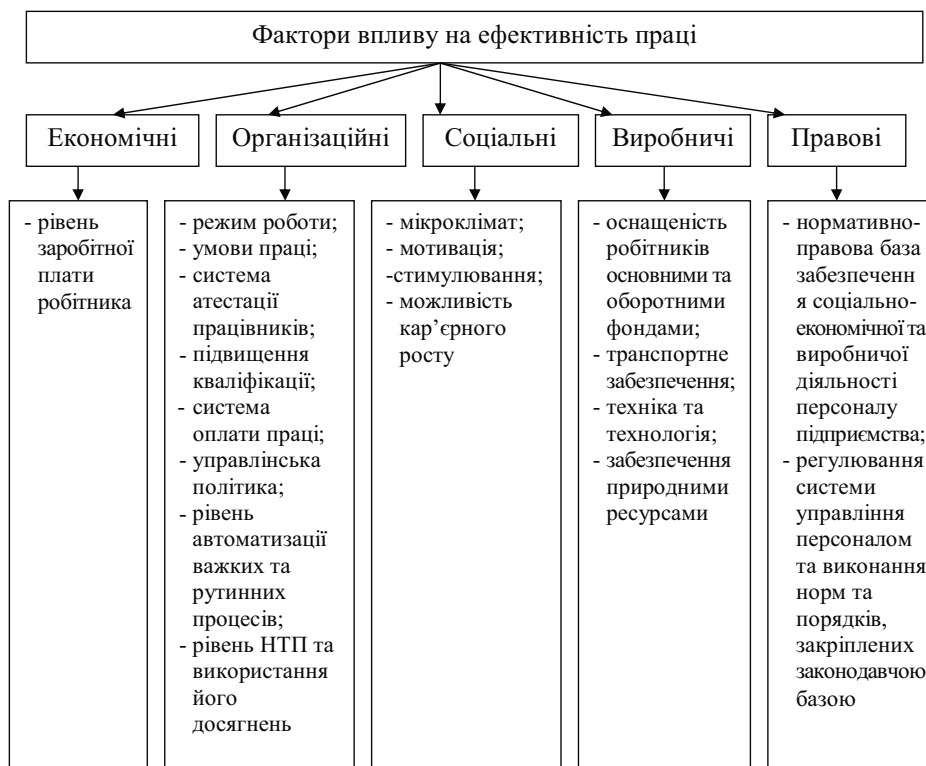 Фактори впливу на ефективність праці
Економічні
Організаційні
Соціальні
Виробничі
Правові
- рівень
заробітної
плати
робітника
- режим роботи;
- умови праці;
- система
атестації
працівників;
- підвищення
кваліфікації;
- система
оплати праці;
- управлінська
політика;
- рівень
автоматизації
важких та
рутинних
процесів;
- рівень НТП та
використання
його
досягнень
- мікроклімат;
- мотивація;
-стимулювання;
- можливість
кар’єрного
росту
- оснащеність
робітників
основними та
оборотними
фондами;
- транспортне
забезпечення;
- техніка та
технологія;
- забезпечення
природними
ресурсами
- нормативно-
правова база
забезпеченн
я соціально-
економічної та
виробничої
діяльності
персоналу
підприємства;
- регулювання
системи
управління
персоналом
та виконання
норм та
порядків,
закріплених
законодавчою
базою